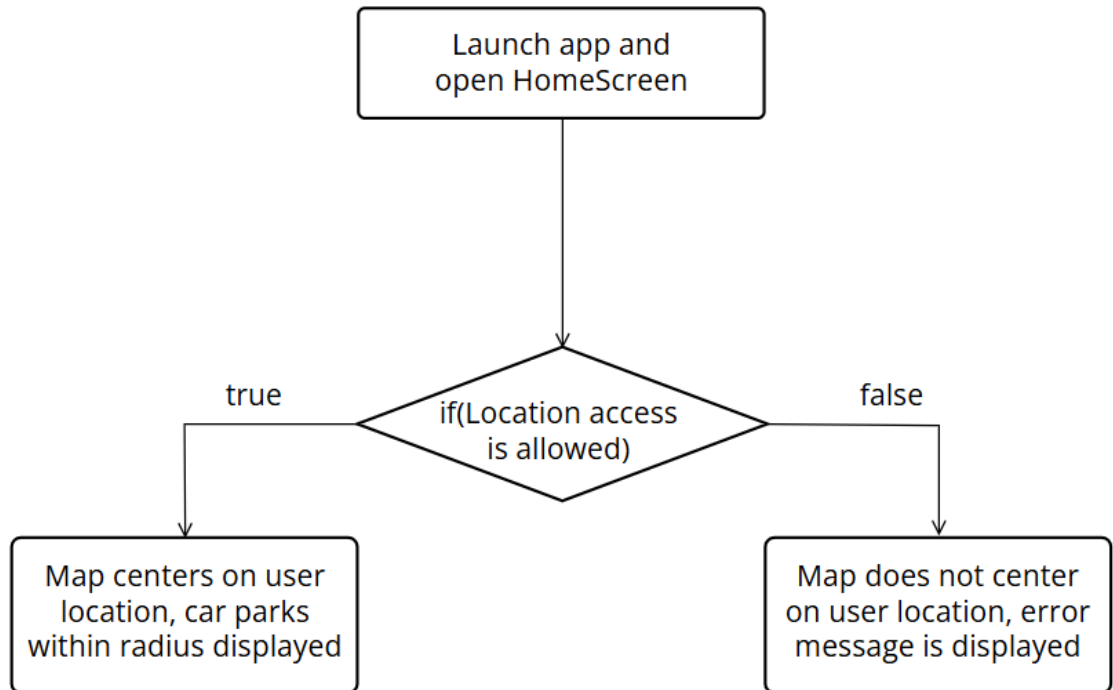 Launch app and
open HomeScreen
true
false
if(Location access
is allowed)
Map centers on user
location, car parks
within radius displayed
Map does not center
on user location, error
message is displayed